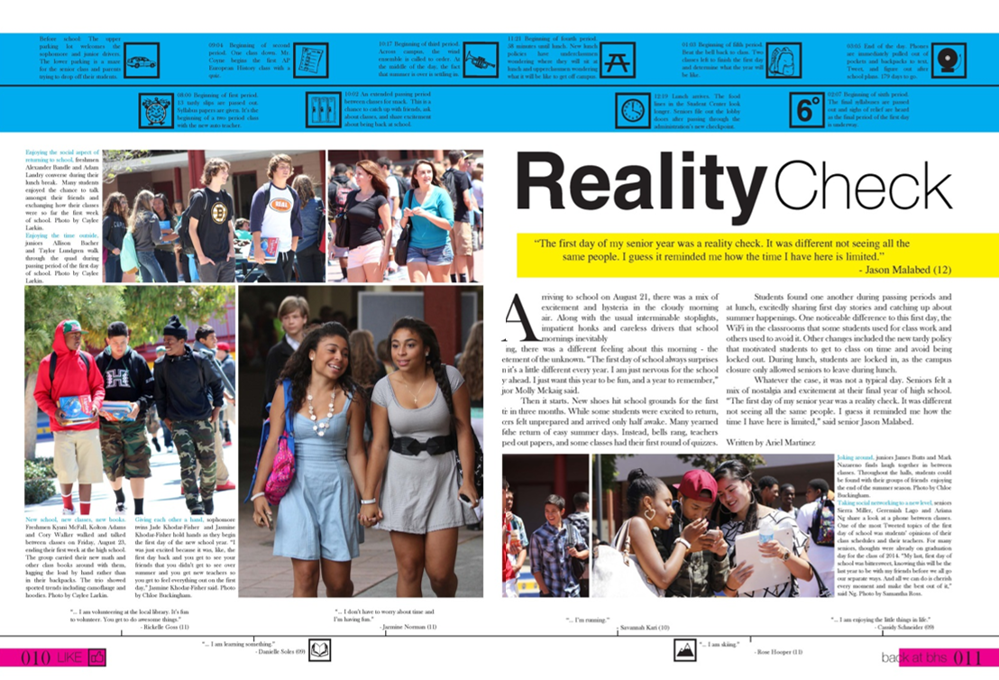 Before school: The upper
parking lot welcomes the
sophomore and junior drivers.
The lower parking is a mass
for the senior class and parents
trying to drop off their students.
09:04 Beginning of second
period. One class down. Mr.
Coyne begins the first AP
European History class with a
quiz.
10:17 Beginning of third period.
Across campus, the wind
ensemble is called to order. At
the middle of the day; the fact
that summer is over is settling in.
11:21 Beginning of fourth period.
38 minutes until lunch. New lunch
policies have underclassmen
wondering where they will sit at
lunch and upperclassmen wondering
what it will be like to get off campus.
01:03 Beginning of fifth period.
Beat the bell back to class. Two
classes left to finish the first day
and determine what the year will
be like.
03:05 End of the day. Phones
are immediately pulled out of
pockets and backpacks to text,
Tweet, and figure out after
school plans. 179 days to go.
08:00 Beginning of first period.
13 tardy slips are passed out.
Syllabus papers are given. It's the
beginning of a two period class
with the new auto teacher.
10:02 An extended passing period
between classes for snack. This is a
chance to catch up with friends, ask
about classes, and share excitement
about being back at school.
12:19 Lunch arrives. The food
lines in the Student Center look
longer. Seniors file out the lobby
doors after passing through the
administration's new checkpoint.
6°
02:07 Beginning of sixth period.
The final syllabuses are passed
out and sighs of relief are heard
as the final period of the first day
is underway.
Enjoying the social aspect of
returning to school, freshmen
Alexander Bandle and Adam
Landry converse during their
lunch break. Many students
enjoyed the chance to talk
amongst their friends and
exchanging how their classes
were so far the first week
of school. Photo by Caylee
Larkin.
Enjoying the time outside,
juniors Allison Bacher
and Taylor Lundgren walk
through the quad during
passing period of the first day
of school. Photo by Caylee
Larkin.
B
SEAL
H
New school, new classes, new books.
Freshmen Kyani McFall, Kolton Adams
and Cory Walker walked and talked
between classes on Friday, August 23,
ending their first week at the high school.
The group carried their new math and
other class books around with them,
lugging the load by hand rather than
in their backpacks. The trio showed
sported trends including camouflage and
hoodies. Photo by Caylee Larkin.
Giving each other a hand, sophomore
twins Jade Khodar-Fisher and Jasmine
Khodar-Fisher hold hands as they begin
the first day of the new school year. "I
was just excited because it was, like, the
first day back and you get to see your
friends that you didn't get to see over
summer and you get new teachers so
you get to feel everything out on the first
day," Jasmine Khodar-Fisher said. Photo
by Chloe Buckingham.
Reality Check
"The first day of my senior year was a reality check. It was different not seeing all the
same people. I guess it reminded me how the time I have here is limited."
- Jason Malabed (12)
Arriving to school on August 21, there was a mix of
excitement and hysteria in the cloudy morning
air. Along with the usual interminable stoplights,
impatient honks and careless drivers that school
mornings inevitably
ing, there was a different feeling about this morning - the
etement of the unknown. "The first day of school always surprises
n it's a little different every year. I am just nervous for the school
y ahead. I just want this year to be fun, and a year to remember,"
jior Molly Mckaig said.
Then it starts. New shoes hit school grounds for the first
te in three months. While some students were excited to return,
ers felt unprepared and arrived only half awake. Many yearned
fthe return of easy summer days. Instead, bells rang, teachers
ped out papers, and some classes had their first round of quizzes.
Students found one another during passing periods and
at lunch, excitedly sharing first day stories and catching up about
summer happenings. One noticeable difference to this first day, the
WiFi in the classrooms that some students used for class work and
others used to avoid it. Other changes included the new tardy policy
that motivated students to get to class on time and avoid being
locked out. During lunch, students are locked in, as the campus
closure only allowed seniors to leave during lunch.
Whatever the case, it was not a typical day. Seniors felt a
mix of nostalgia and excitement at their final year of high school.
"The first day of my senior year was a reality check. It was different
not seeing all the same people. I guess it reminded me how the
time I have here is limited," said senior Jason Malabed.
Written by Ariel Martinez
Joking around, juniors James Butts and Mark
Nazareno finds laugh together in between
classes. Throughout the halls, students could
be found with their groups of friends enjoying
the end of the summer season. Photo by Chloe
Buckingham.
Taking social networking to a new level, seniors
Sierra Miller, Geremiah Lago and Ariana
Ng share a look at a phone between classes.
One of the most Tweeted topics of the first
day of school was students' opinions of their
class schedules and their teachers. For many
seniors, thoughts were already on graduation
day for the class of 2014. "My last, first day of
school was bittersweet, knowing this will be the
last year to be with my friends before we all go
our separate ways. And all we can do is cherish
every moment and make the best out of it,"
said Ng. Photo by Samantha Ross.
"... I am volunteering at the local library. It's fun
to volunteer. You get to do awesome things."
- Rickelle Goss (11)
"... I don't have to worry about time and
I'm having fun."
- Jazmine Norman (11)
"... I'm running."
- Savannah Kari (10)
"... I am enjoying the little things in life."
- Cassidy Schneider (09)
"... I am learning something."
- Danielle Soles (09)
"... I am skiing."
- Rose Hooper (11)
010 LIKE
back at bhs 011